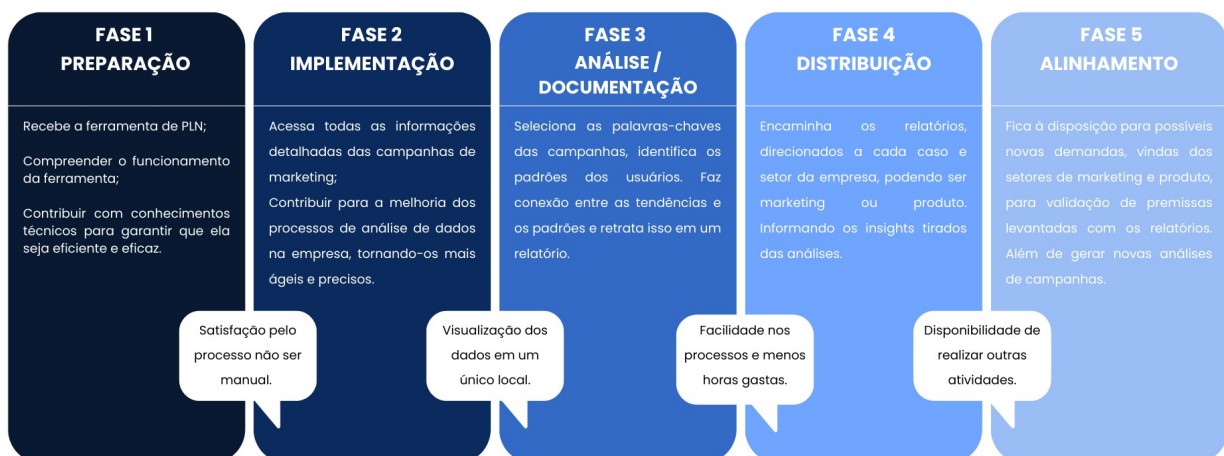 FASE 1
PREPARAÇÃO
Recebe a ferramenta de PLN;
Compreender o funcionamento
da ferramenta;
Contribuir com conhecimentos
técnicos para garantir que ela
seja eficiente e eficaz.
Satisfação pelo
processo não ser
manual.
FASE 2
IMPLEMENTAÇÃO
Acessa todas as informações
detalhadas das campanhas de
marketing;
Contribuir para a melhoria dos
processos de análise de dados
na empresa, tornando-os mais
ágeis e precisos.
Visualização dos
dados em um
único local.
FASE 3
ANÁLISE /
DOCUMENTAÇÃO
Seleciona as palavras-chaves
das campanhas, identifica os
padrões dos usuários. Faz
conexão entre as tendências e
os padrões e retrata isso em um
relatório.
Facilidade nos
processos e menos
horas gastas.
FASE 4
DISTRIBUIÇÃO
Encaminha os relatórios,
direcionados a cada caso e
setor da empresa, podendo ser
marketing ou produto.
Informando os insights tirados
das análises.
Disponibilidade de
realizar outras
atividades.
FASE 5
ALINHAMENTO
Fica à disposição para possíveis
novas demandas, vindas dos
setores de marketing e produto,
para validação de premissas
levantadas com os relatórios.
Além de gerar novas análises
de campanhas.